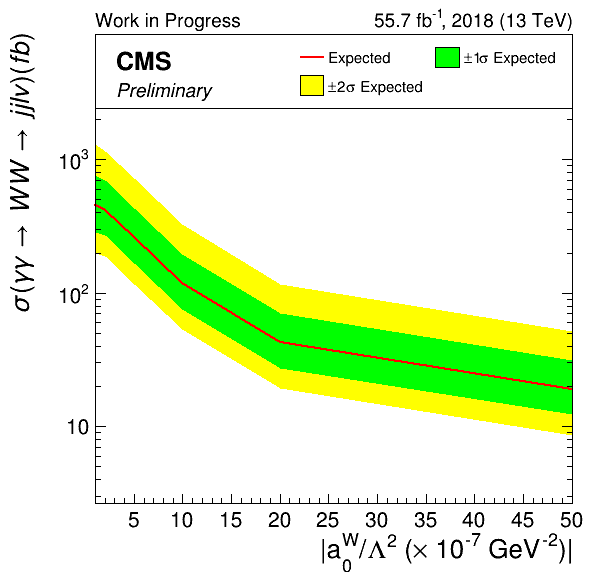 Work in Progress 55.7 fb⁻¹, 2018 (13 TeV)
CMS
Preliminary
Expected
±1σ Expected
±2σ Expected
σ(γγ → WW → jjlν)(fb)
10³
10²
10
5 10 15 20 25 30 35 40 45 50
|a₀ᵂ/Λ² (× 10⁻⁷ GeV⁻²)|